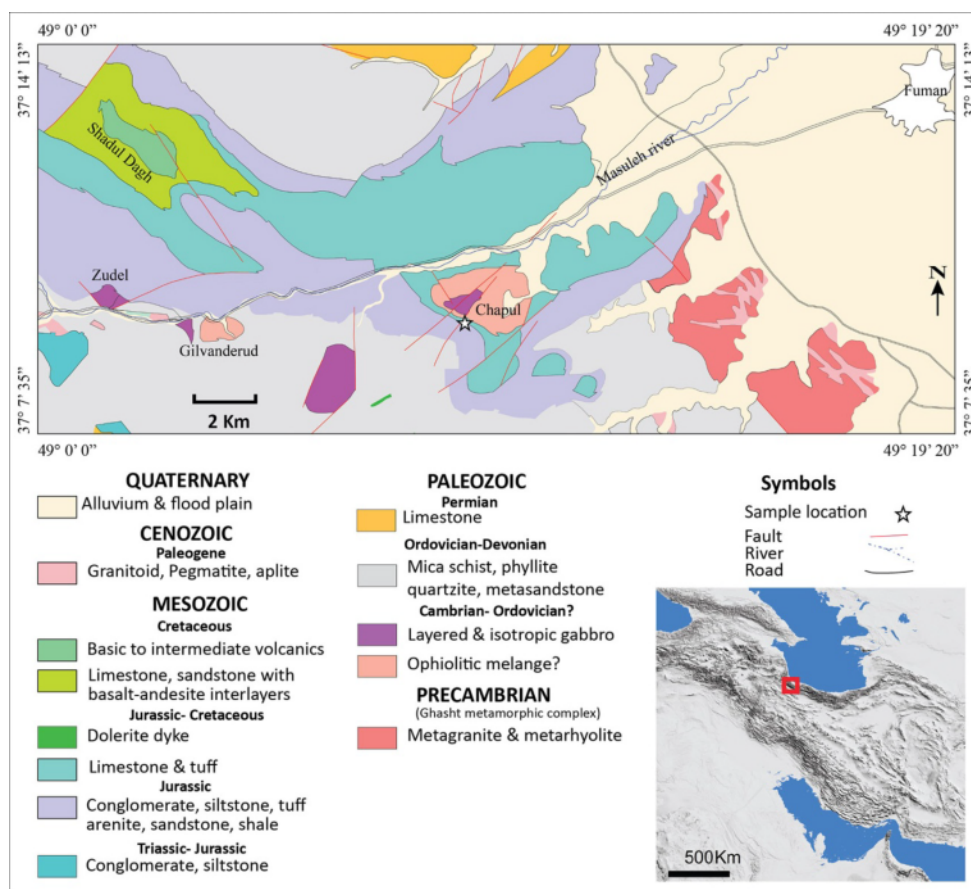 49° 0' 0”
49° 19' 20”
37° 14' 13”
37° 14' 13”
Fuman
Shadul Dagh
Masuleh river
Zudel
N
Chapul
Gilvanderud
37° 7' 35”
37° 7' 35”
2 Km
49° 0' 0”
49° 19' 20”
QUATERNARY
Alluvium & flood plain
CENOZOIC
Paleogene
Granitoid, Pegmatite, aplite
MESOZOIC
Cretaceous
Basic to intermediate volcanics
Limestone, sandstone with
basalt-andesite interlayers
Jurassic- Cretaceous
Dolerite dyke
Limestone & tuff
Jurassic
Conglomerate, siltstone, tuff
arenite, sandstone, shale
Triassic- Jurassic
Conglomerate, siltstone
PALEOZOIC
Permian
Limestone
Ordovician-Devonian
Mica schist, phyllite
quartzite, metasandstone
Cambrian- Ordovician?
Layered & isotropic gabbro
Ophiolitic melange?
PRECAMBRIAN
(Ghasht metamorphic complex)
Metagranite & metarhyolite
Symbols
Sample location
Fault
River
Road
500Km